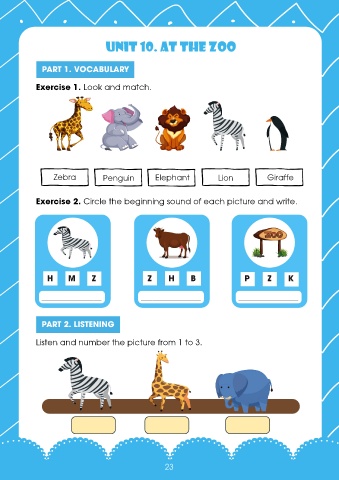 UNIT 10. AT THE ZOO
PART 1. VOCABULARY
Exercise 1. Look and match.
Zebra Penguin Elephant Lion Giraffe
Exercise 2. Circle the beginning sound of each picture and write.
ZOO
H M Z Z H B P Z K
PART 2. LISTENING
Listen and number the picture from 1 to 3.
23